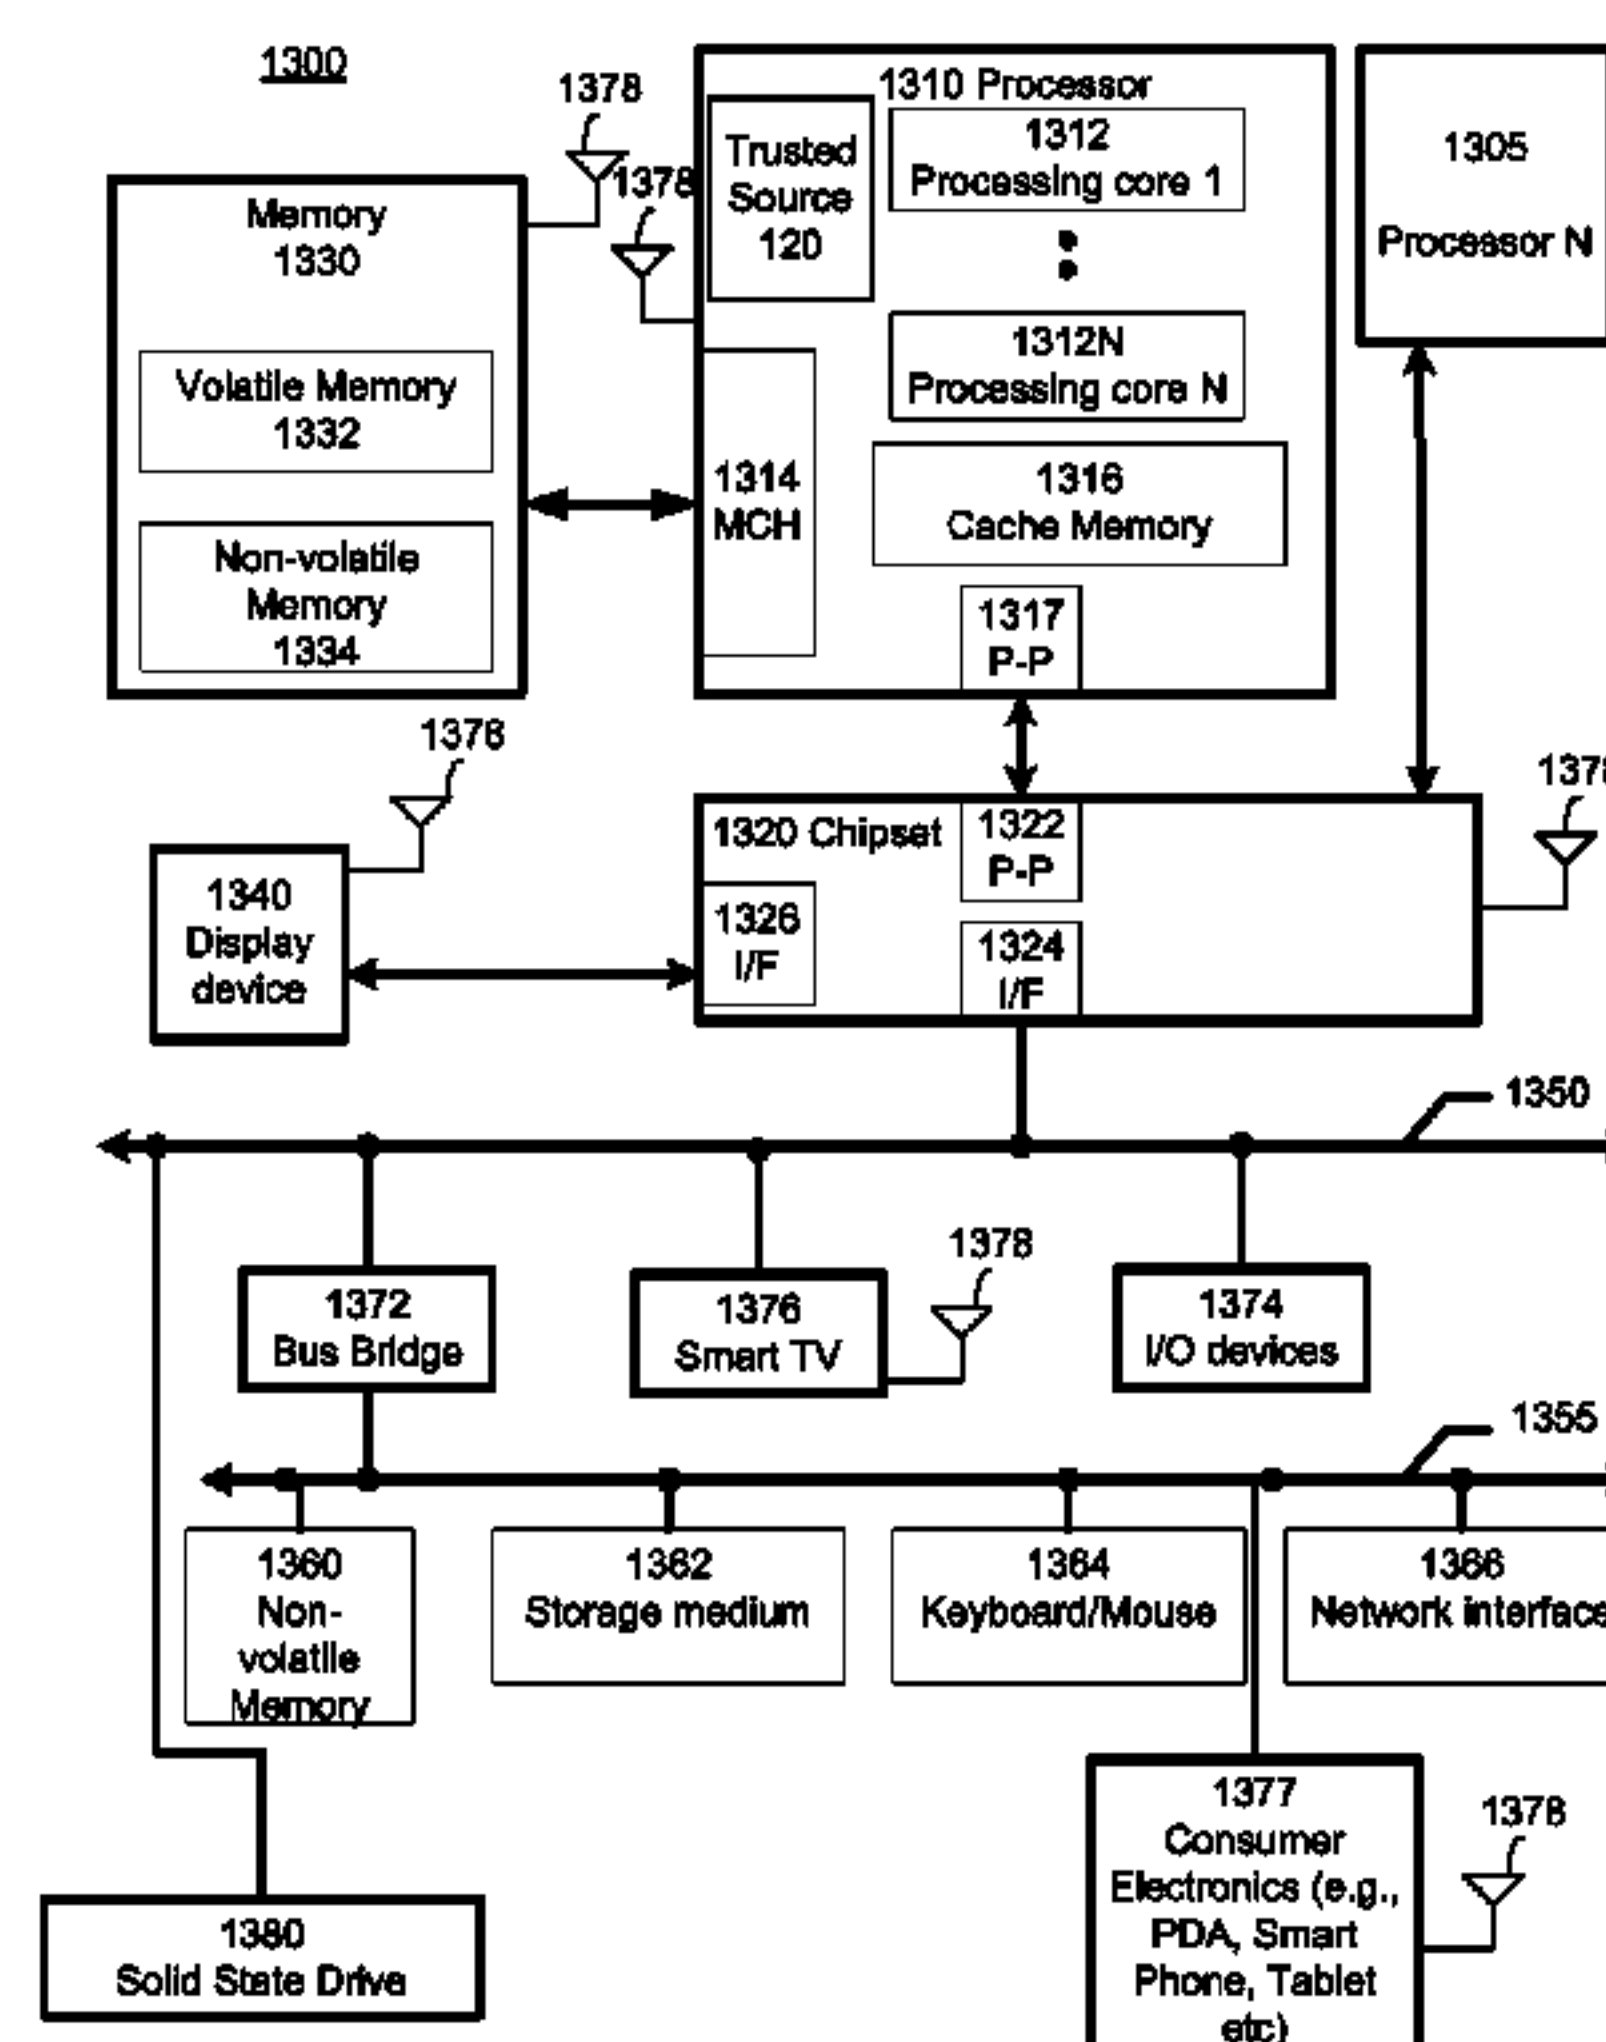 1300
1378
1378
Memory
1330
Volatile Memory
1332
Non-volatile
Memory
1334
1310 Processor
Trusted
Source
120
1312
Processing core 1
1312N
Processing core N
1314
MCH
1316
Cache Memory
1317
P-P
1305
Processor N
1378
1340
Display
device
1320 Chipset
1322
P-P
1326
I/F
1324
I/F
1378
1350
1372
Bus Bridge
1376
Smart TV
1378
1374
I/O devices
1355
1360
Non-
volatile
Memory
1362
Storage medium
1364
Keyboard/Mouse
1366
Network interface
1377
Consumer
Electronics (e.g.,
PDA, Smart
Phone, Tablet
etc)
1378
1380
Solid State Drive